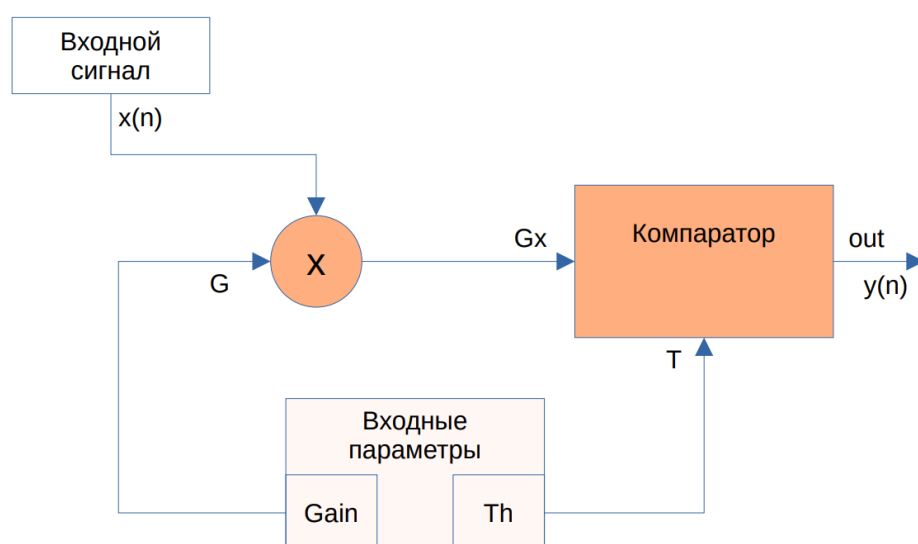 Входной
сигнал
x(n)
G
x
Gx
Компаратор
out
y(n)
T
Входные
параметры
Gain
Th